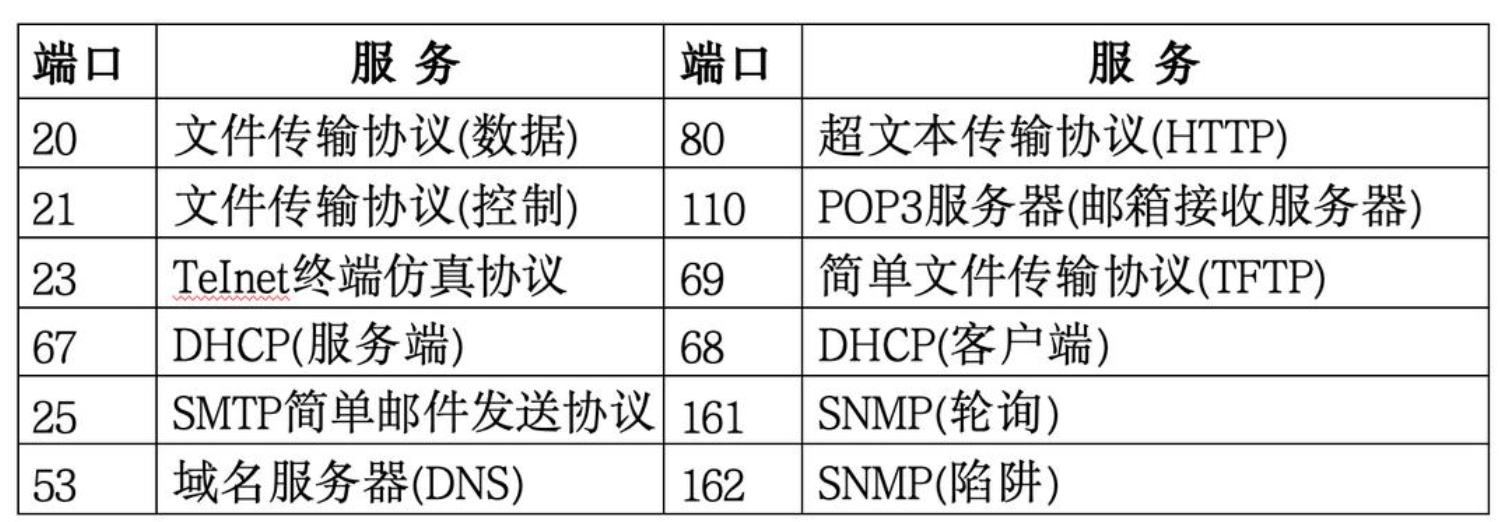 端口 服 务 端口 服 务
20 文件传输协议(数据) 80 超文本传输协议(HTTP)
21 文件传输协议(控制) 110 POP3服务器(邮箱接收服务器)
23 TeInet终端仿真协议 69 简单文件传输协议(TFTP)
67 DHCP(服务端) 68 DHCP(客户端)
25 SMTP简单邮件发送协议 161 SNMP(轮询)
53 域名服务器(DNS) 162 SNMP(陷阱)